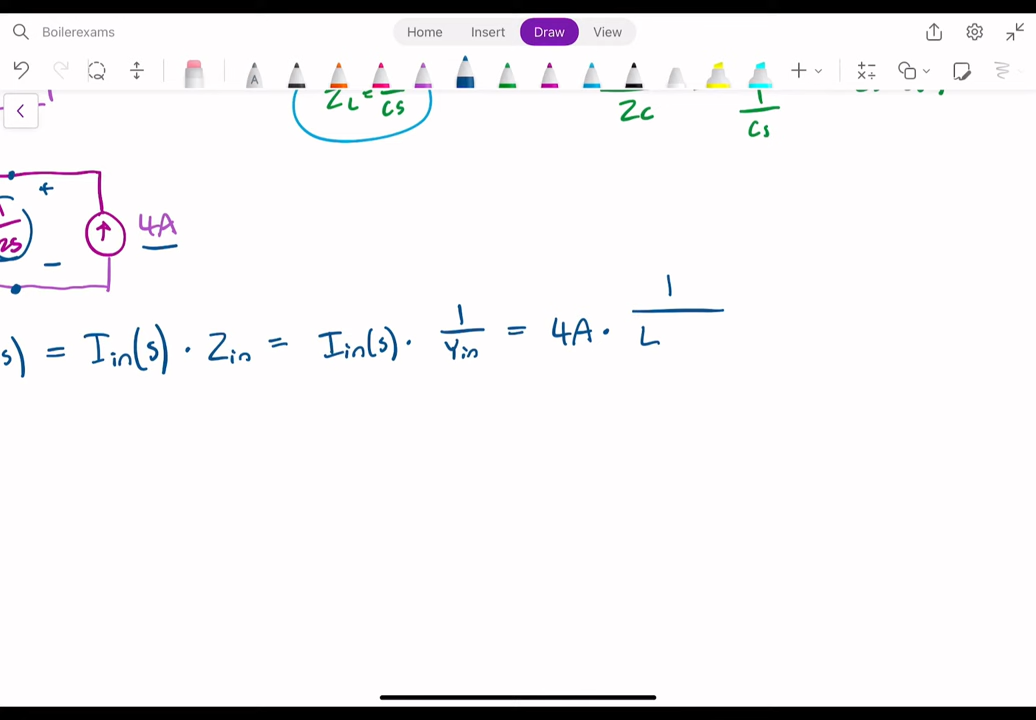 Boilerexams
Home Insert Draw View
A
Z_L = 1/Cs
Zc
1/Cs
+
4A
1/2s
−
s) = I_in(s) · Z_in = I_in(s) · 1/Y_in = 4A · 1/L